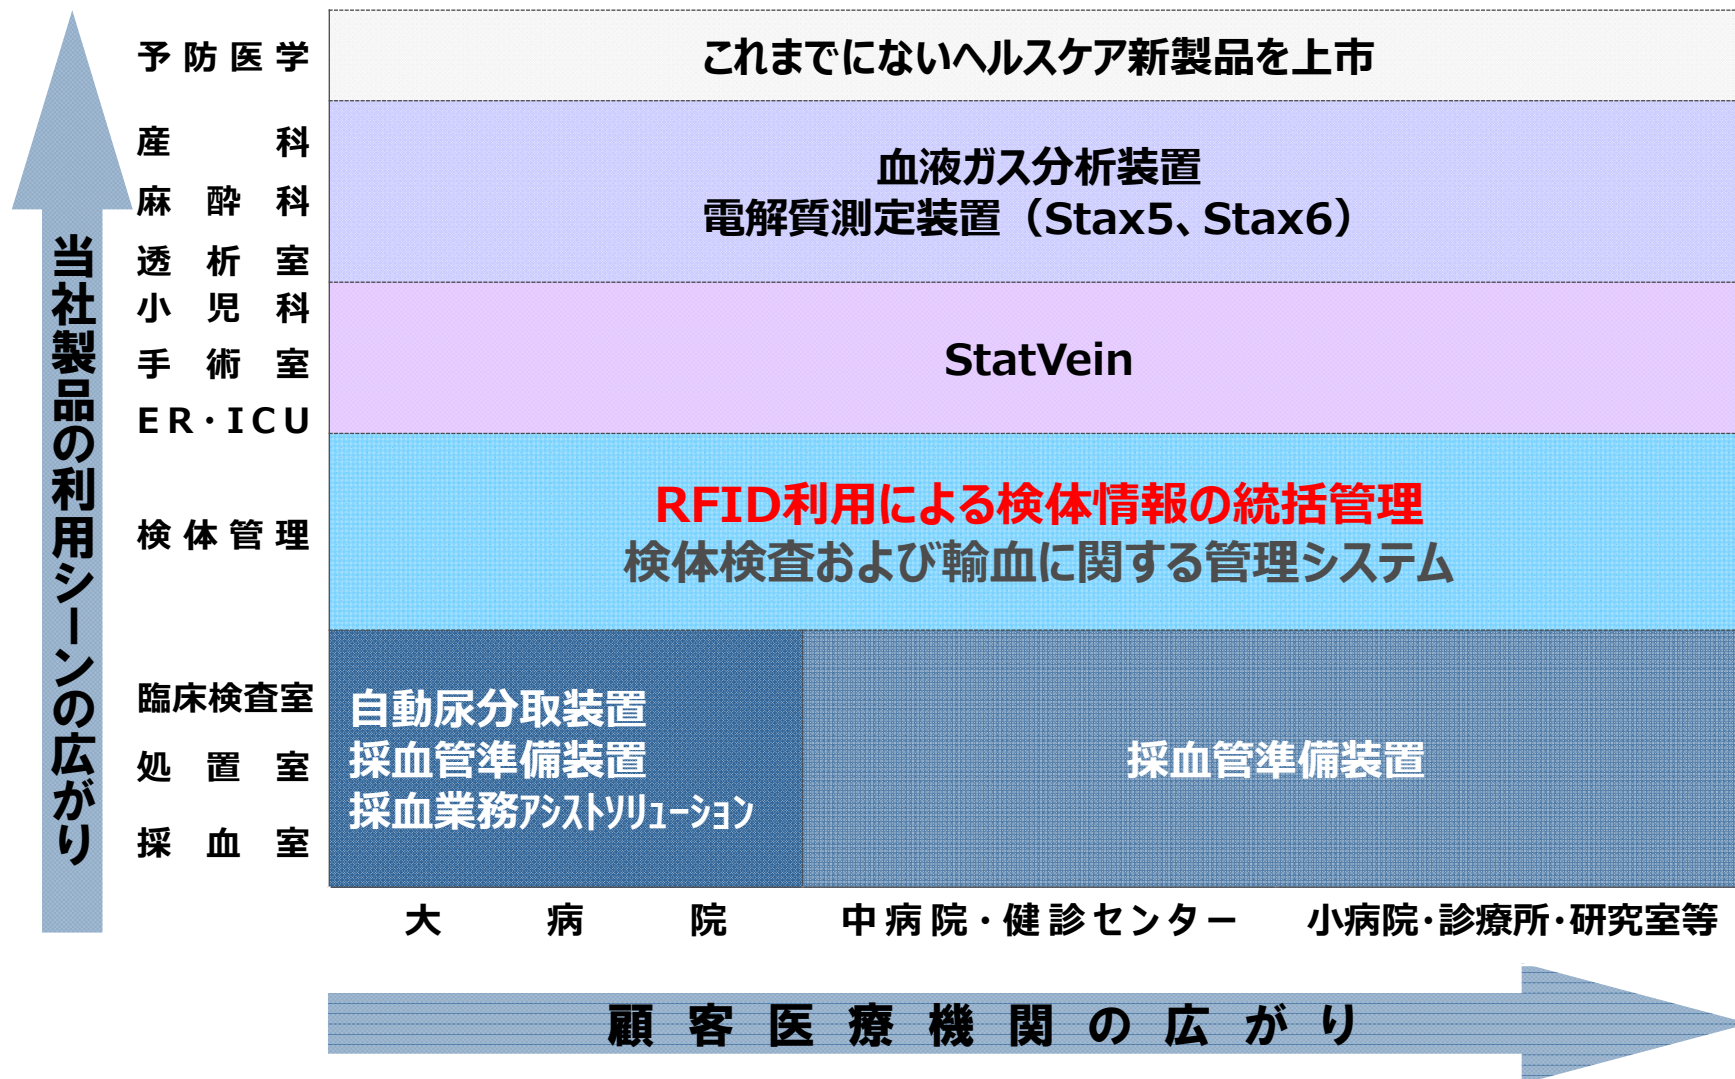 当社製品の利用シーンの広がり
予防医学
これまでにないヘルスケア新製品を上市
産科
麻酔科
透析室
血液ガス分析装置
電解質測定装置（Stax5、Stax6）
小児科
手術室
ER・ICU
StatVein
検体管理
RFID利用による検体情報の統括管理
検体検査および輸血に関する管理システム
臨床検査室
処置室
採血室
自動尿分取装置
採血管準備装置
採血業務ｱｼｽﾄｿﾘｭｰｼｮﾝ
採血管準備装置
大病院
中病院・健診センター
小病院・診療所・研究室等
顧客医療機関の広がり